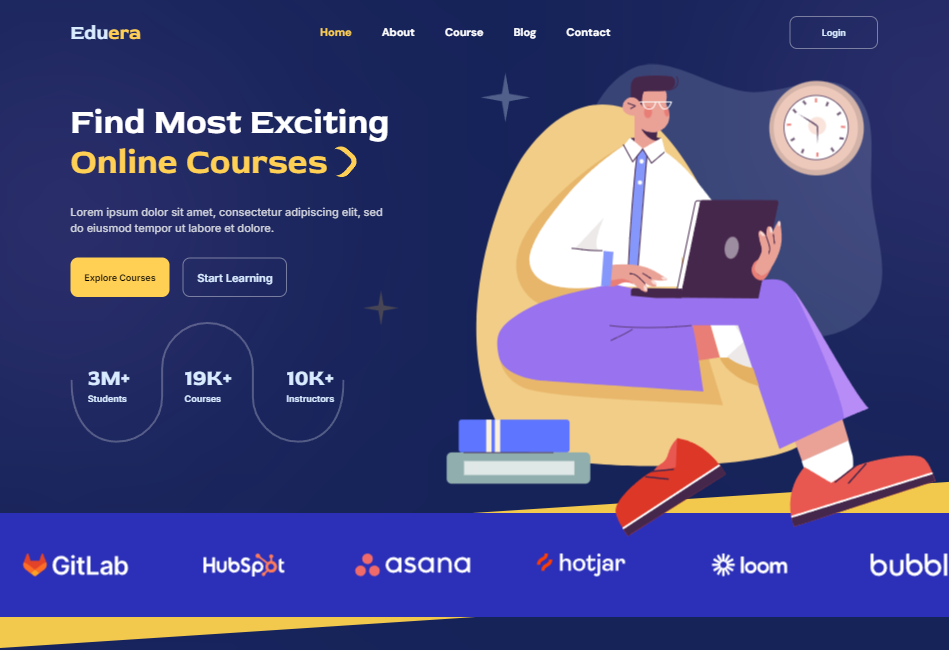 Eduera
Home
About
Course
Blog
Contact
Login
Find Most Exciting
Online Courses
Lorem ipsum dolor sit amet, consectetur adipiscing elit, sed
do eiusmod tempor ut labore et dolore.
Explore Courses
Start Learning
3M+
Students
19K+
Courses
10K+
Instructors
GitLab
HubSpot
asana
hotjar
loom
bubbl